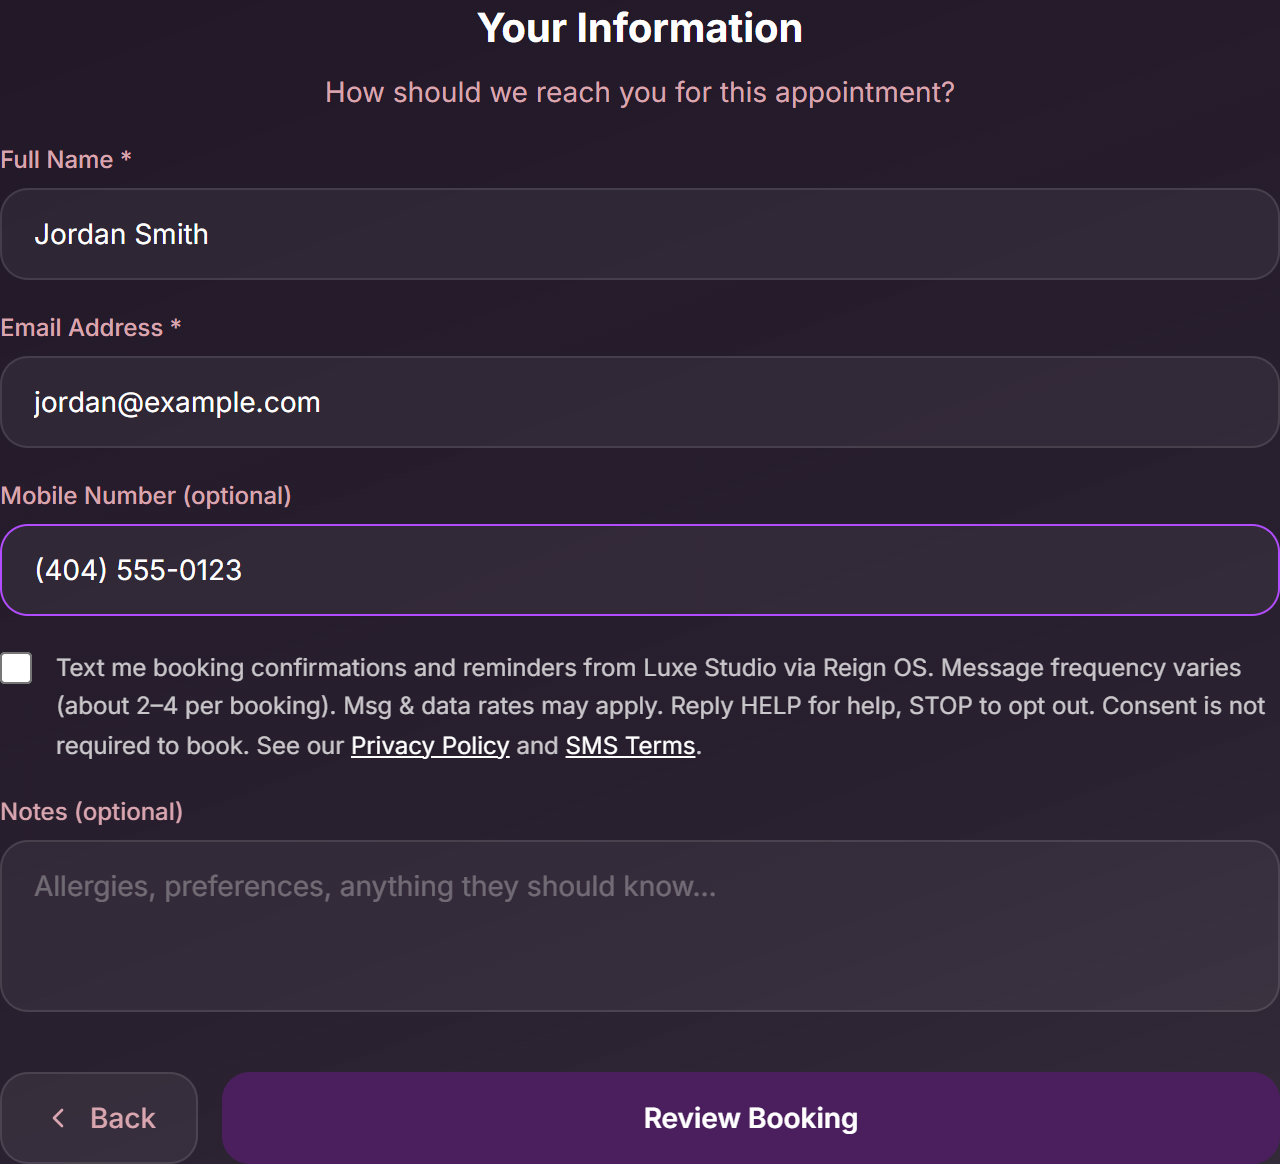 Your Information
How should we reach you for this appointment?
Full Name *
Jordan Smith
Email Address *
jordan@example.com
Mobile Number (optional)
(404) 555-0123
Text me booking confirmations and reminders from Luxe Studio via Reign OS. Message frequency varies
(about 2–4 per booking). Msg & data rates may apply. Reply HELP for help, STOP to opt out. Consent is not
required to book. See our Privacy Policy and SMS Terms.
Notes (optional)
Allergies, preferences, anything they should know...
Back
Review Booking